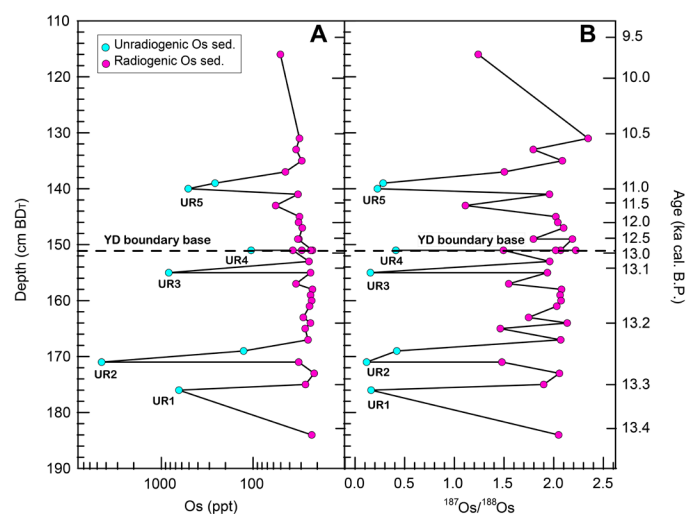 A
B
Unradiogenic Os sed.
Radiogenic Os sed.
110
120
130
140
150
160
170
180
190
Depth (cm BDT)
UR5
YD boundary base
UR4
UR3
UR2
UR1
1000
100
Os (ppt)
UR5
YD boundary base
UR4
UR3
UR2
UR1
0.0
0.5
1.0
1.5
2.0
2.5
187Os/188Os
9.5
10.0
10.5
11.0
11.5
12.0
12.5
13.0
13.1
13.2
13.3
13.4
Age (ka cal. B.P.)